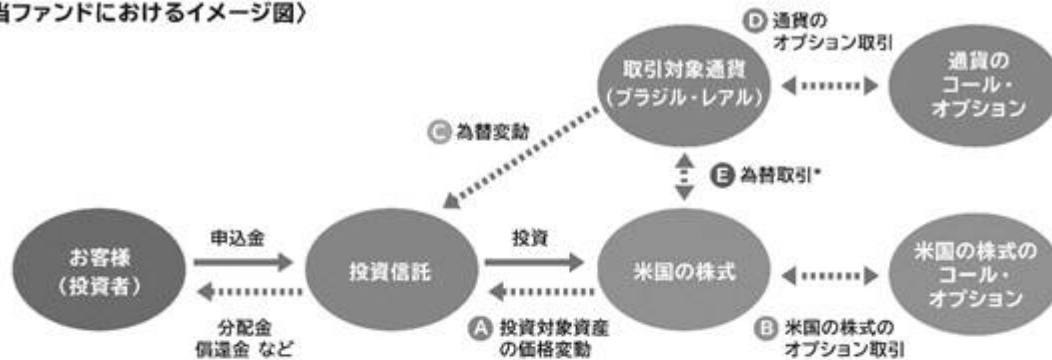 当ファンドにおけるイメージ図〉
D 通貨の
オプション取引
取引対象通貨
(ブラジル・レアル)
通貨の
コール・
オプション
C 為替変動
E 為替取引*
お客様
(投資者)
申込金
分配金
償還金 など
投資信託
投資
A 投資対象資産
の価格変動
米国の株式
B 米国の株式の
オプション取引
米国の株式の
コール・
オプション